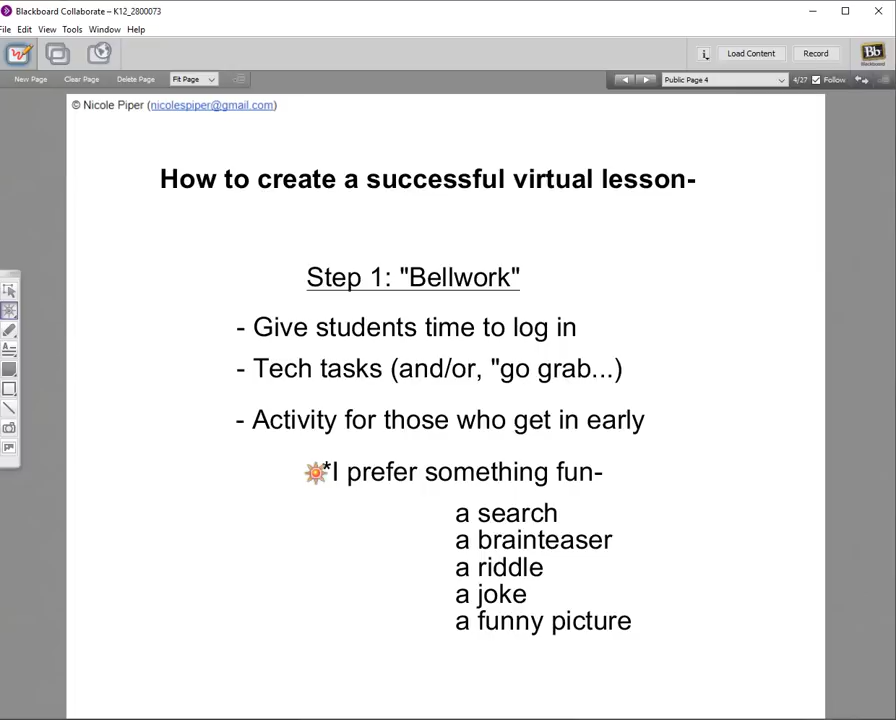 Blackboard Collaborate – K12_2800073
File Edit View Tools Window Help
Load Content Record
Bb
Blackboard
New Page Clear Page Delete Page Fit Page
Public Page 4 4/27 Follow
© Nicole Piper (nicolespiper@gmail.com)
How to create a successful virtual lesson-
Step 1: "Bellwork"
- Give students time to log in
- Tech tasks (and/or, "go grab...)
- Activity for those who get in early
*I prefer something fun-
a search
a brainteaser
a riddle
a joke
a funny picture